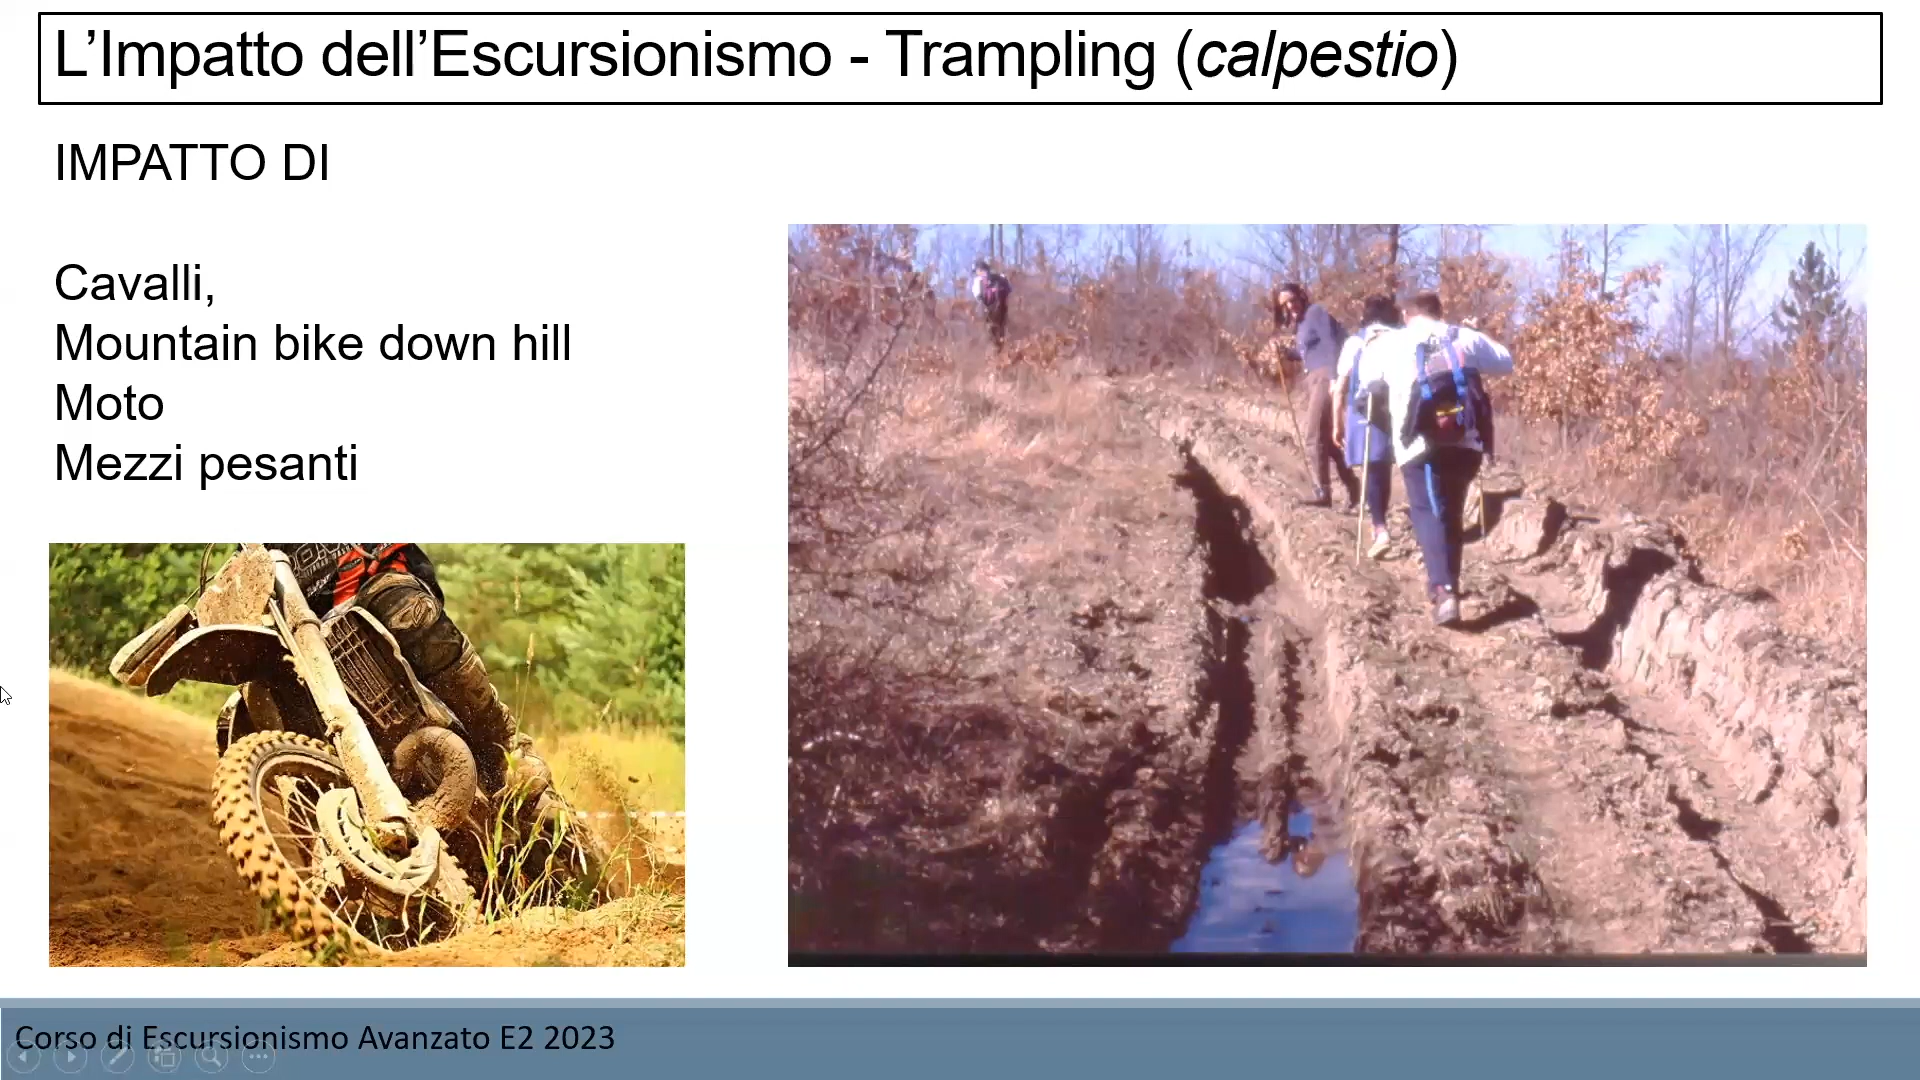 L’Impatto dell’Escursionismo - Trampling (calpestio)
IMPATTO DI
Cavalli,
Mountain bike down hill
Moto
Mezzi pesanti
Corso di Escursionismo Avanzato E2 2023